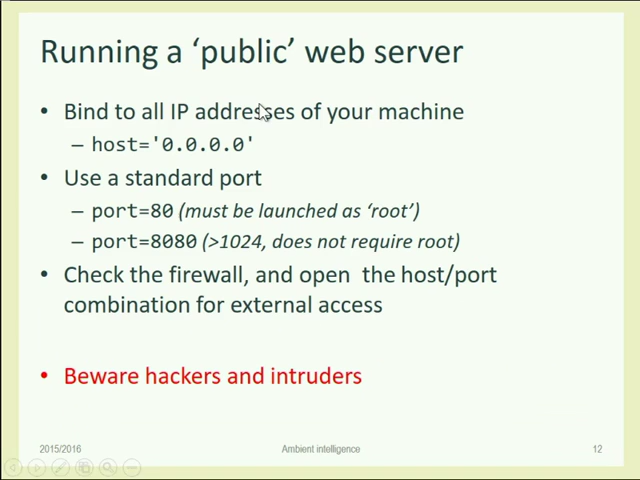 Running a ‘public’ web server
• Bind to all IP addresses of your machine
– host='0.0.0.0'
• Use a standard port
– port=80 (must be launched as ‘root’)
– port=8080 (>1024, does not require root)
• Check the firewall, and open the host/port
combination for external access
• Beware hackers and intruders
2015/2016 Ambient intelligence 12